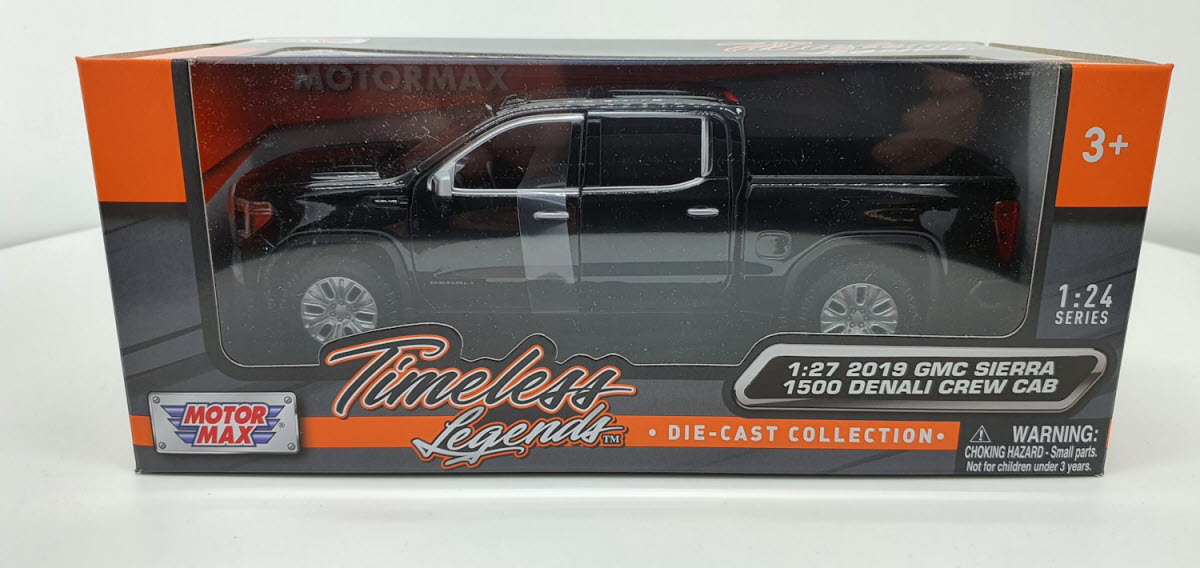 MOTORMAX
3+
DENALI
1:24
SERIES
Timeless
Legends™
1:27 2019 GMC SIERRA
1500 DENALI CREW CAB
MOTOR
MAX®
• DIE-CAST COLLECTION •
⚠ WARNING:
CHOKING HAZARD - Small parts.
Not for children under 3 years.